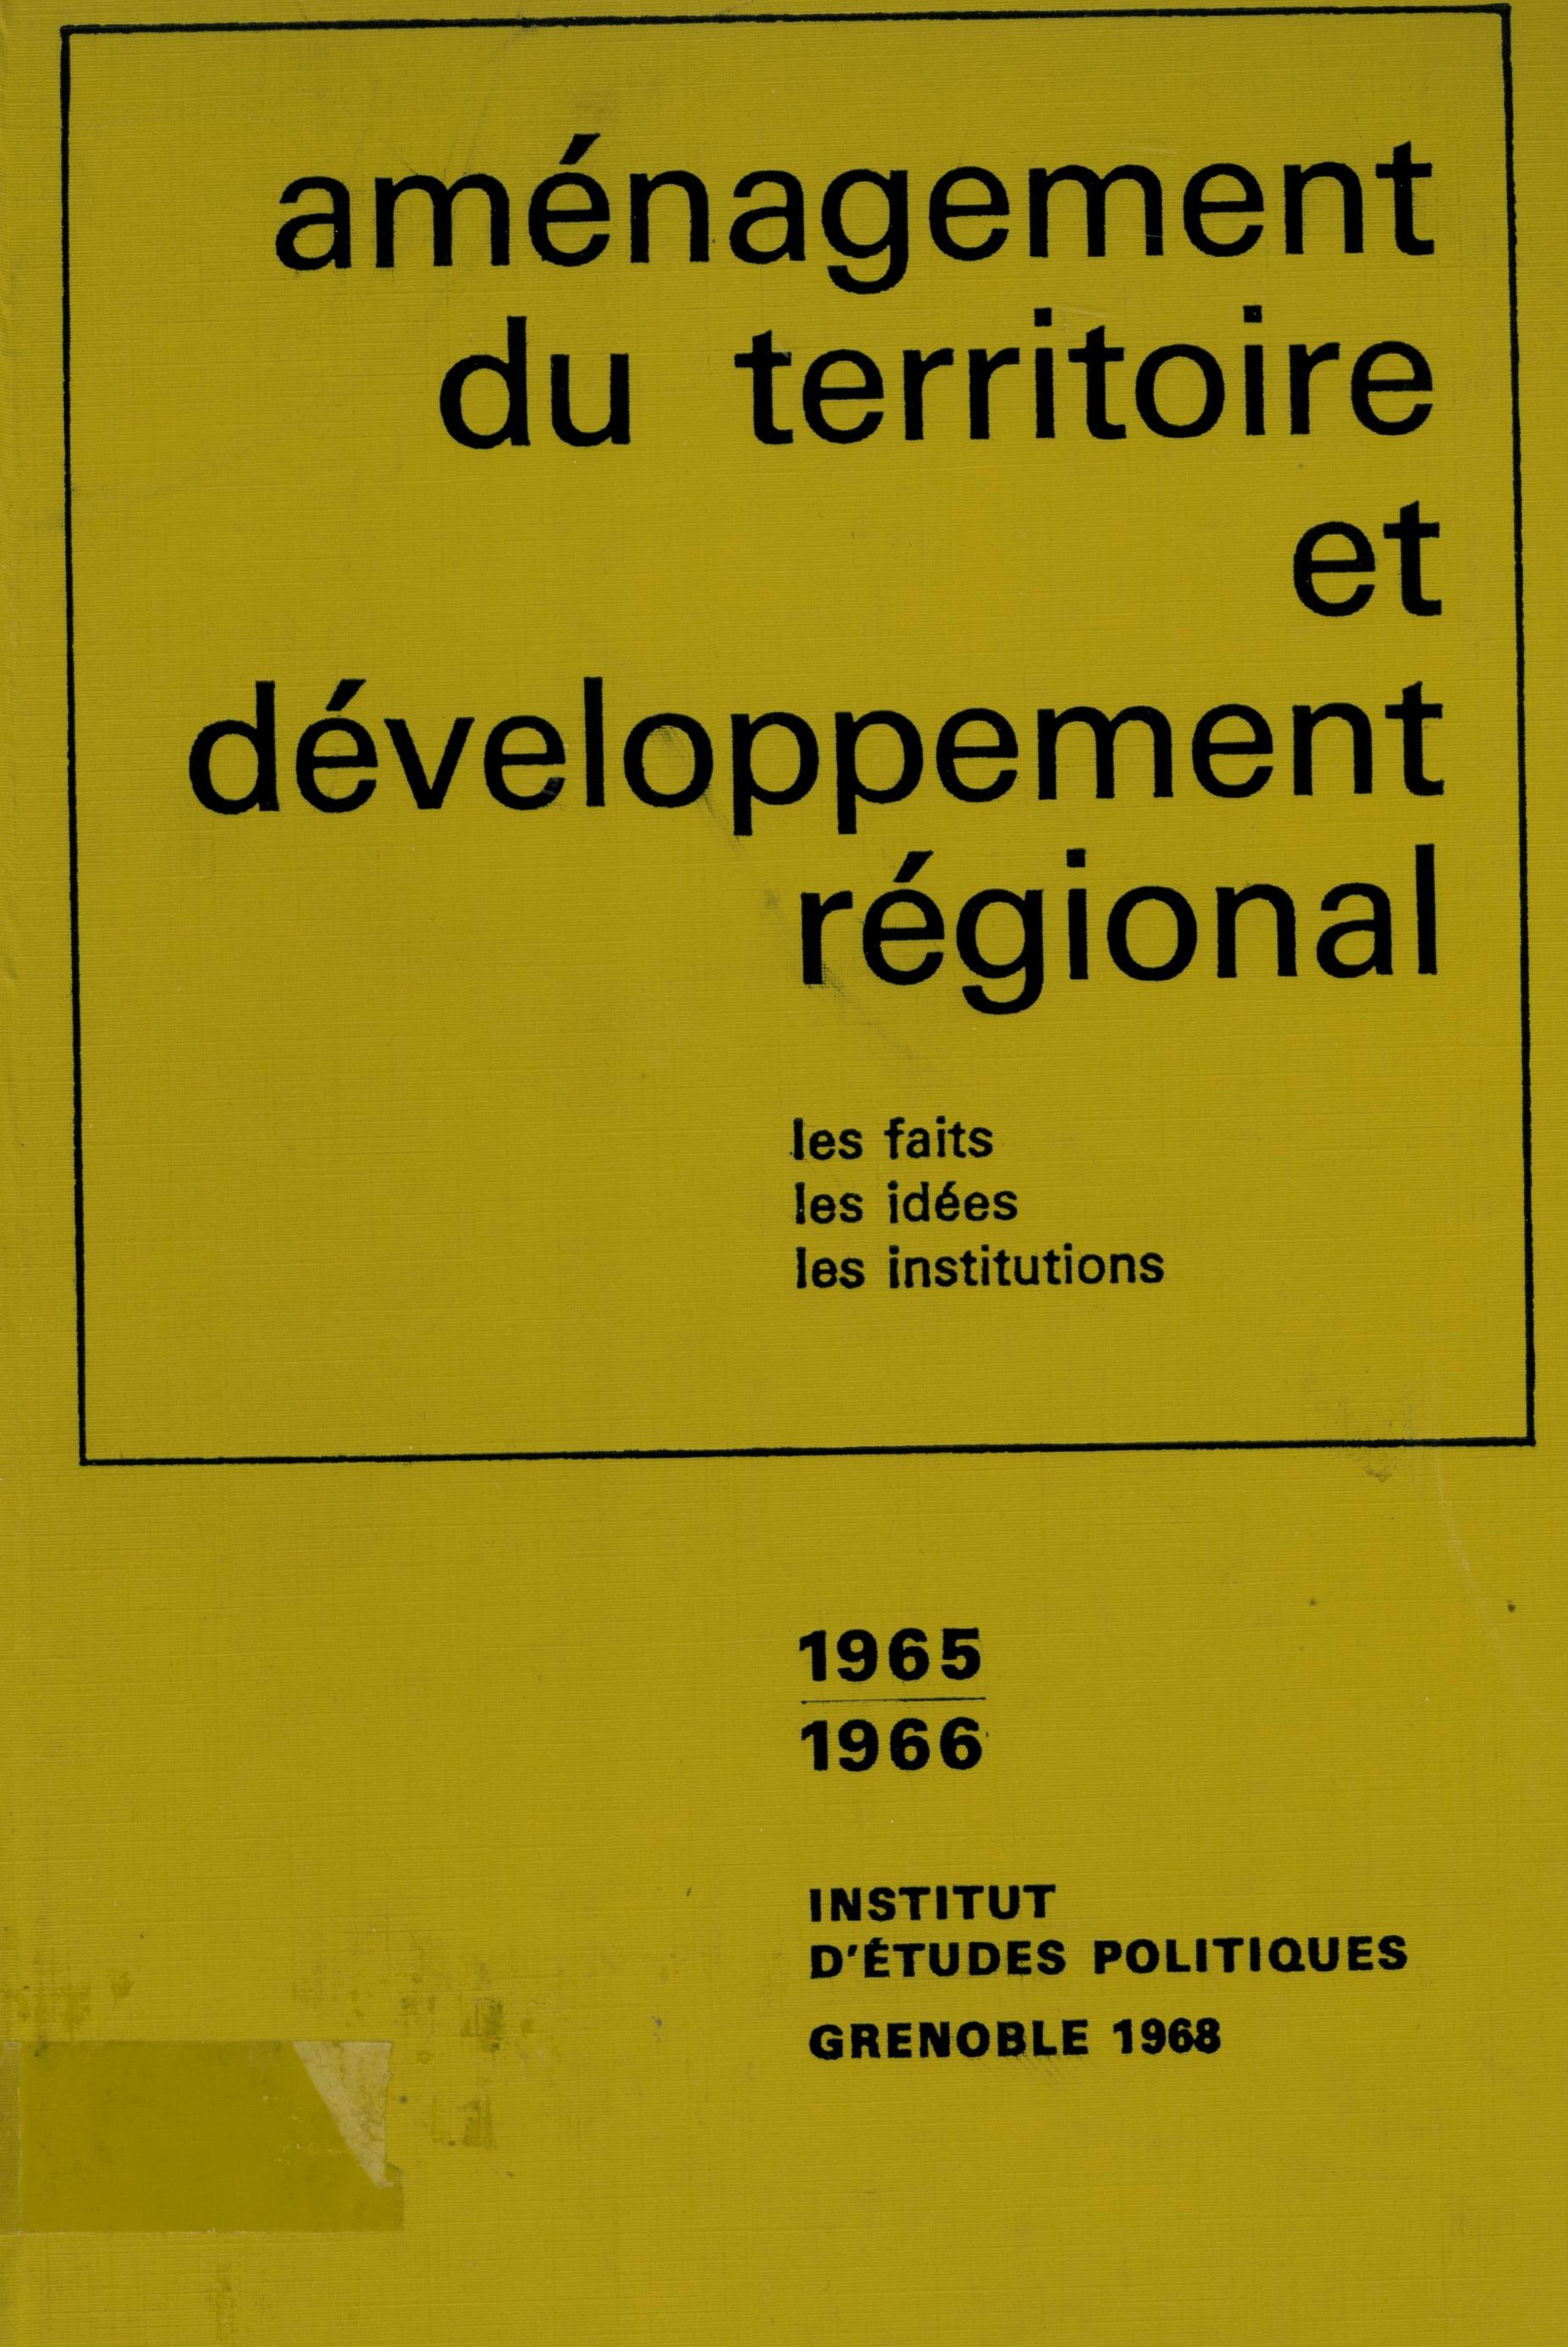 aménagement
du territoire
et
développement
régional
les faits
les idées
les institutions
1965
1966
INSTITUT
D'ÉTUDES POLITIQUES
GRENOBLE 1968